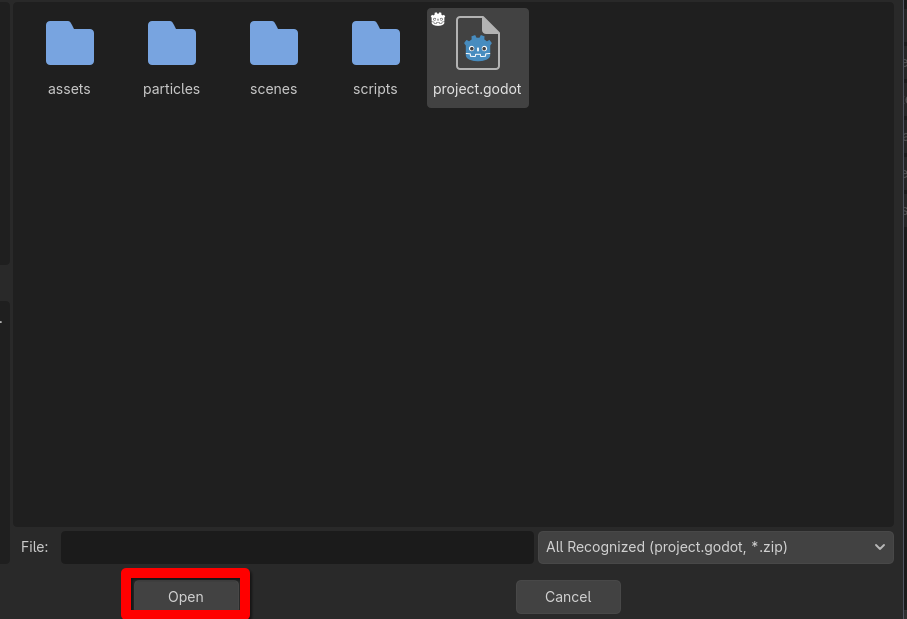 assets
particles
scenes
scripts
project.godot
File:
All Recognized (project.godot, *.zip)
Open
Cancel